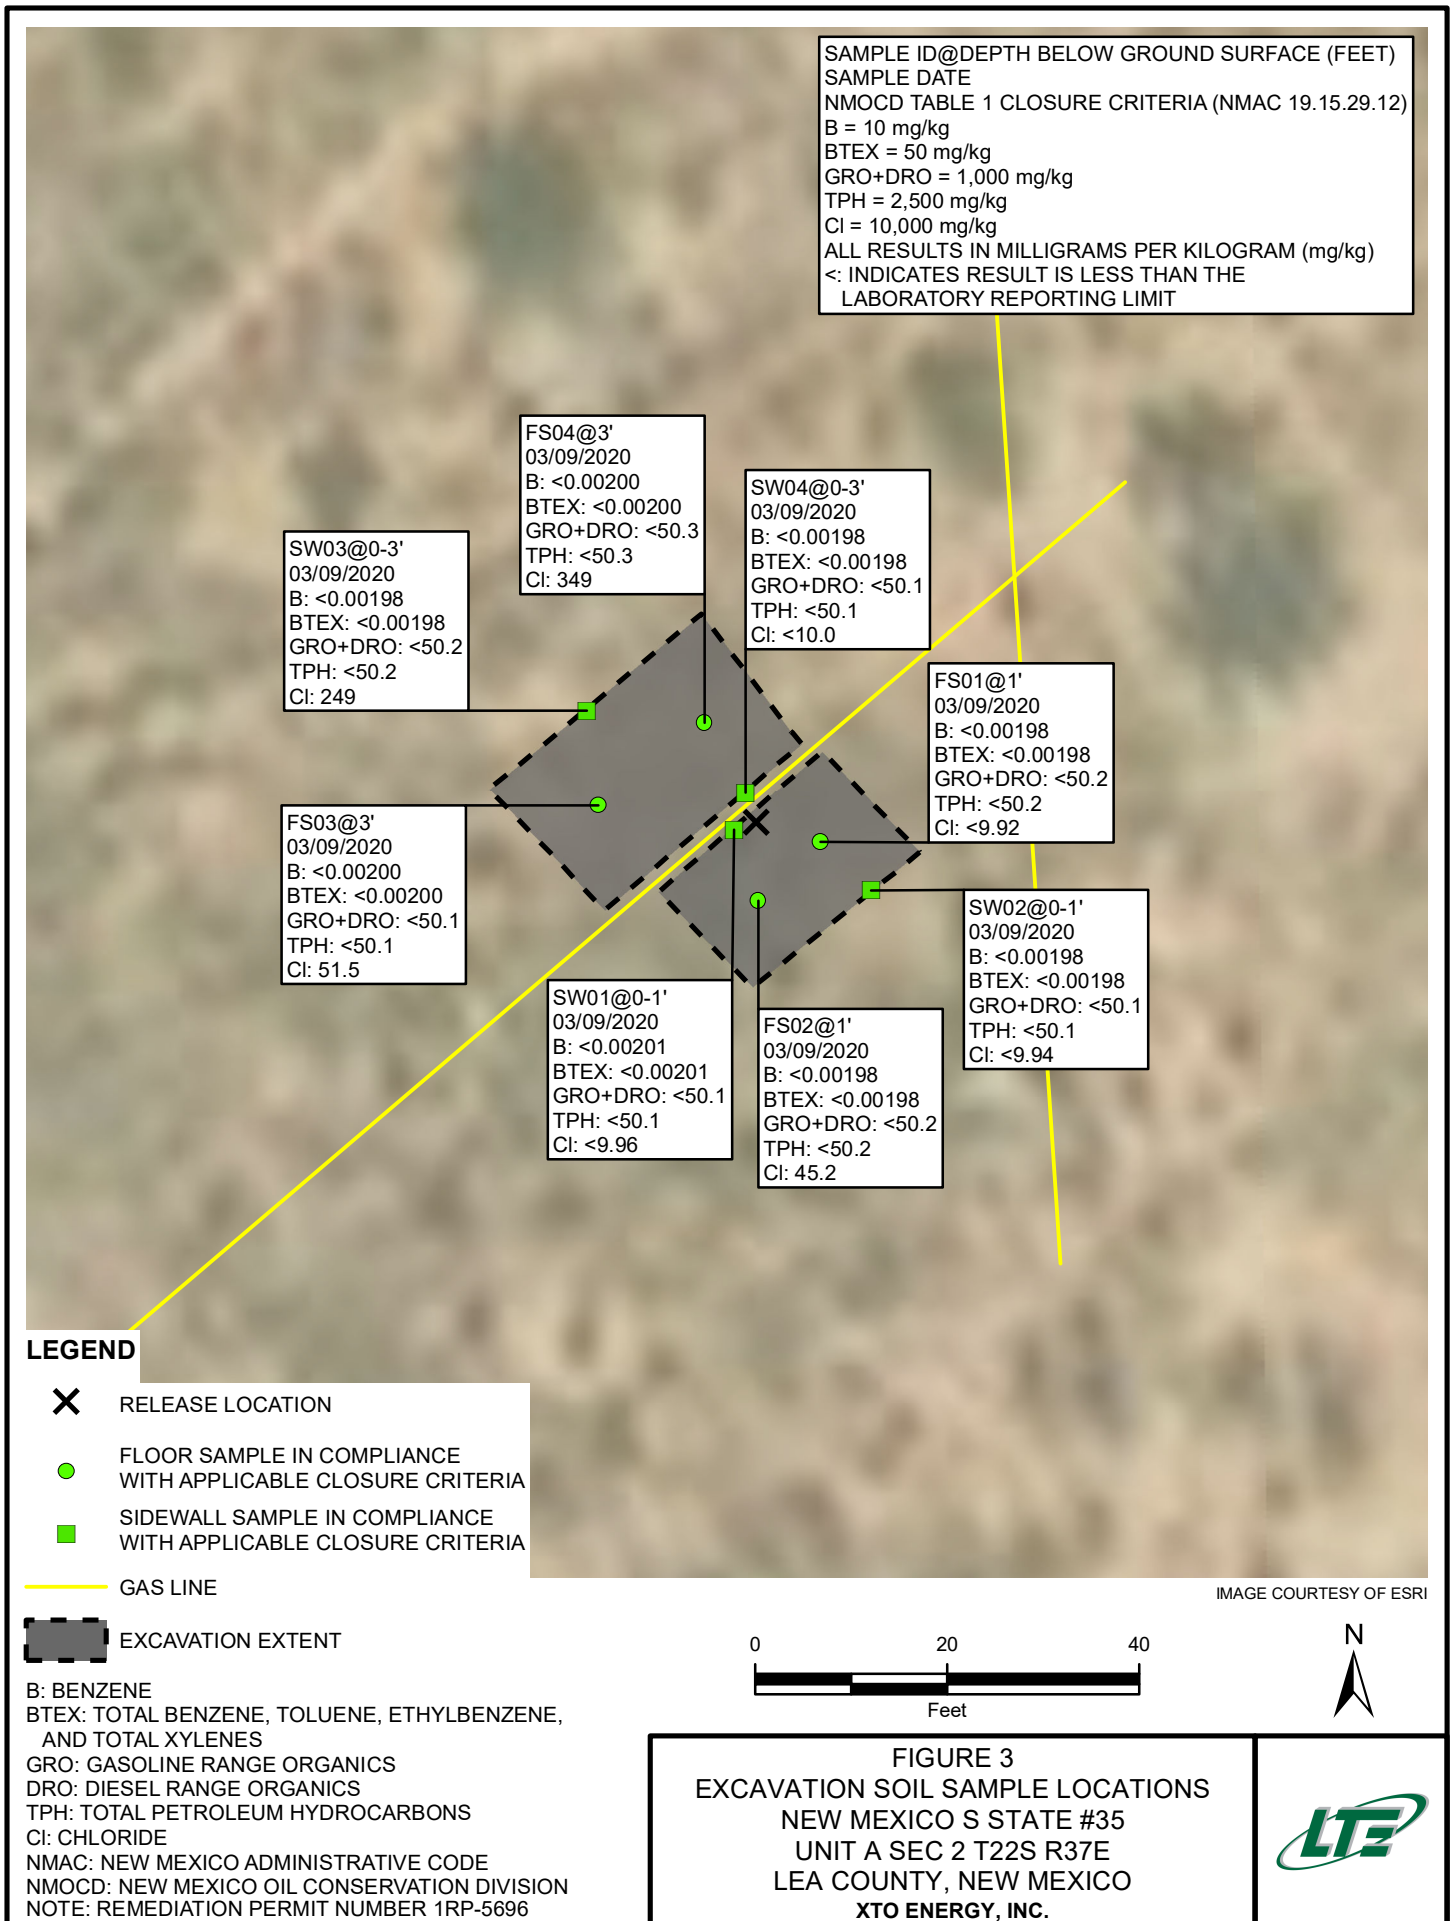 SAMPLE ID@DEPTH BELOW GROUND SURFACE (FEET)
SAMPLE DATE
NMOCD TABLE 1 CLOSURE CRITERIA (NMAC 19.15.29.12)
B = 10 mg/kg
BTEX = 50 mg/kg
GRO+DRO = 1,000 mg/kg
TPH = 2,500 mg/kg
Cl = 10,000 mg/kg
ALL RESULTS IN MILLIGRAMS PER KILOGRAM (mg/kg)
<: INDICATES RESULT IS LESS THAN THE
LABORATORY REPORTING LIMIT
FS04@3'
03/09/2020
B: <0.00200
BTEX: <0.00200
GRO+DRO: <50.3
TPH: <50.3
Cl: 349
SW04@0-3'
03/09/2020
B: <0.00198
BTEX: <0.00198
GRO+DRO: <50.1
TPH: <50.1
Cl: <10.0
SW03@0-3'
03/09/2020
B: <0.00198
BTEX: <0.00198
GRO+DRO: <50.2
TPH: <50.2
Cl: 249
FS01@1'
03/09/2020
B: <0.00198
BTEX: <0.00198
GRO+DRO: <50.2
TPH: <50.2
Cl: <9.92
FS03@3'
03/09/2020
B: <0.00200
BTEX: <0.00200
GRO+DRO: <50.1
TPH: <50.1
Cl: 51.5
SW02@0-1'
03/09/2020
B: <0.00198
BTEX: <0.00198
GRO+DRO: <50.1
TPH: <50.1
Cl: <9.94
SW01@0-1'
03/09/2020
B: <0.00201
BTEX: <0.00201
GRO+DRO: <50.1
TPH: <50.1
Cl: <9.96
FS02@1'
03/09/2020
B: <0.00198
BTEX: <0.00198
GRO+DRO: <50.2
TPH: <50.2
Cl: 45.2
LEGEND
RELEASE LOCATION
FLOOR SAMPLE IN COMPLIANCE
WITH APPLICABLE CLOSURE CRITERIA
SIDEWALL SAMPLE IN COMPLIANCE
WITH APPLICABLE CLOSURE CRITERIA
GAS LINE
EXCAVATION EXTENT
B: BENZENE
BTEX: TOTAL BENZENE, TOLUENE, ETHYLBENZENE,
AND TOTAL XYLENES
GRO: GASOLINE RANGE ORGANICS
DRO: DIESEL RANGE ORGANICS
TPH: TOTAL PETROLEUM HYDROCARBONS
Cl: CHLORIDE
NMAC: NEW MEXICO ADMINISTRATIVE CODE
NMOCD: NEW MEXICO OIL CONSERVATION DIVISION
NOTE: REMEDIATION PERMIT NUMBER 1RP-5696
IMAGE COURTESY OF ESRI
0 20 40
Feet
N
FIGURE 3
EXCAVATION SOIL SAMPLE LOCATIONS
NEW MEXICO S STATE #35
UNIT A SEC 2 T22S R37E
LEA COUNTY, NEW MEXICO
XTO ENERGY, INC.
LTE